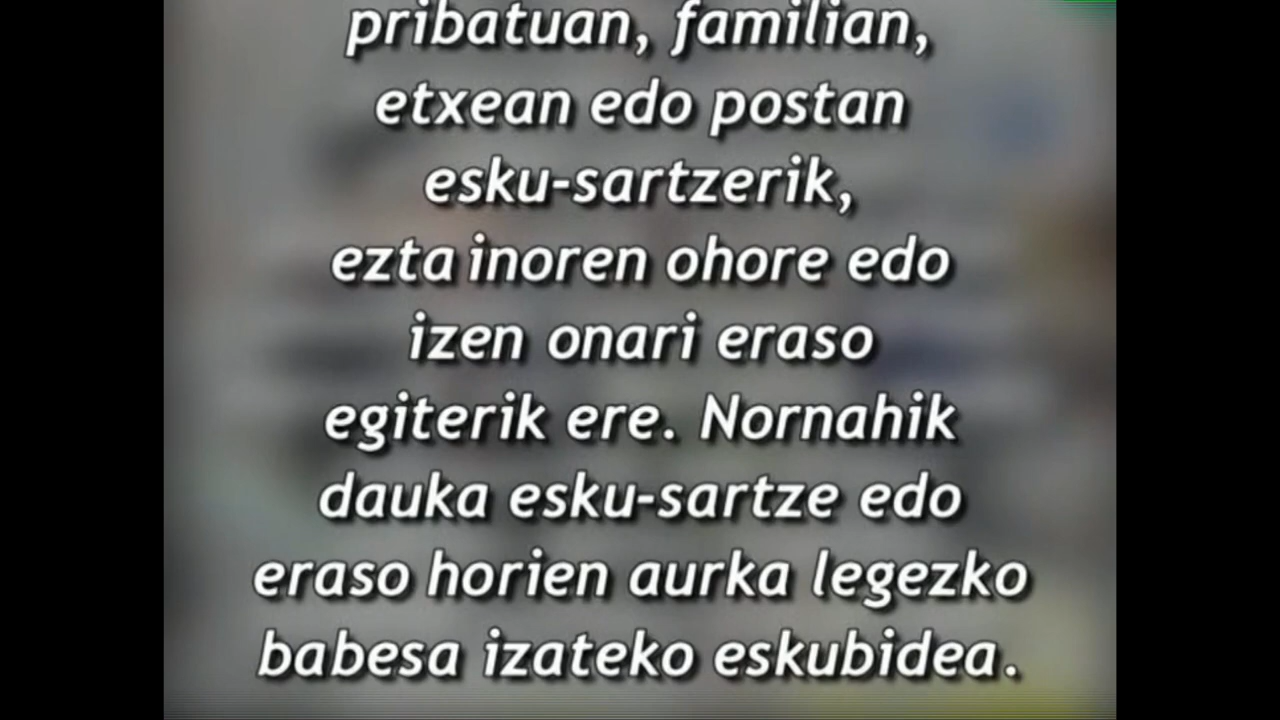 pribatuan, familian,
etxean edo postan
esku-sartzerik,
ezta inoren ohore edo
izen onari eraso
egiterik ere. Nornahik
dauka esku-sartze edo
eraso horien aurka legezko
babesa izateko eskubidea.